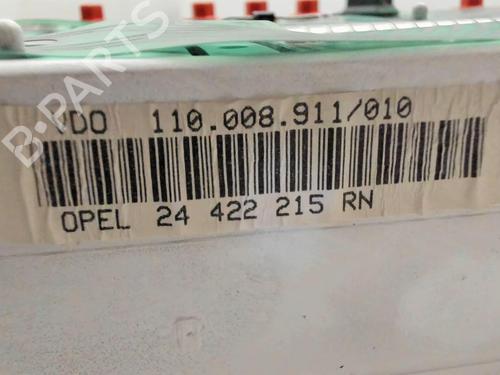 VDO 110.008.911/010
OPEL 24 422 215 RN
B-PARTS